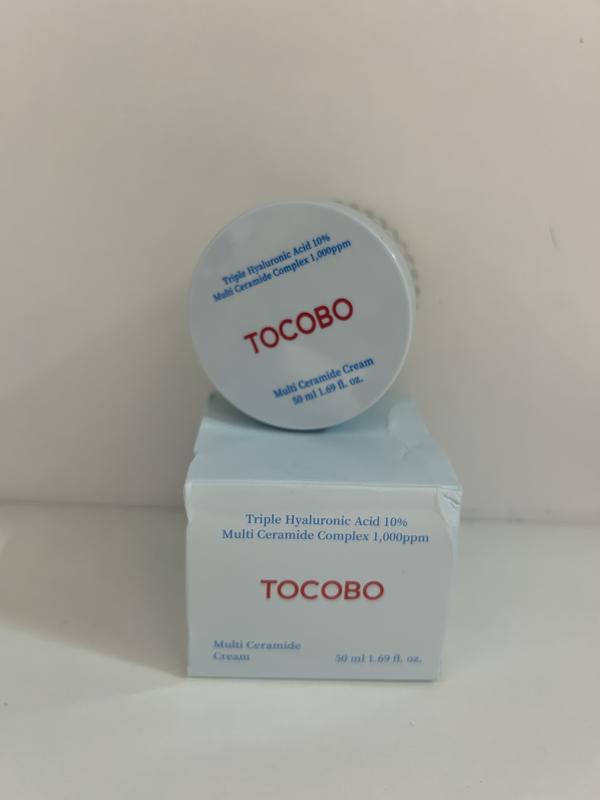 Triple Hyaluronic Acid 10%
Multi Ceramide Complex 1,000ppm
TOCOBO
Multi Ceramide Cream
50 ml 1.69 fl. oz.
Triple Hyaluronic Acid 10%
Multi Ceramide Complex 1,000ppm
TOCOBO
Multi Ceramide
Cream
50 ml 1.69 fl. oz.